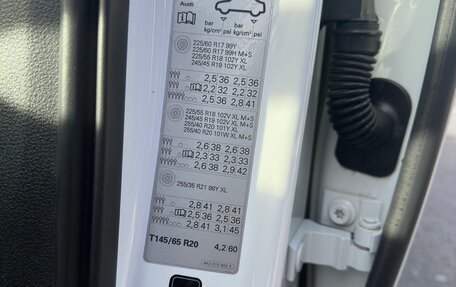 Audi
bar bar
kg/cm² psi kg/cm² psi
225/60 R17 99Y
225/60 R17 99H M+S
225/55 R18 102Y XL
245/45 R19 102Y XL
2,5 36 2,5 36
2,2 32 2,2 32
2,5 36 2,8 41
225/55 R18 102V XL M+S
245/45 R19 102V XL M+S
255/40 R20 101Y XL
255/40 R20 101W XL M+S
2,6 38 2,6 38
2,3 33 2,3 33
2,6 38 2,9 42
255/35 R21 98Y XL
2,8 41 2,8 41
2,5 36 2,5 36
2,8 41 3,1 45
T145/65 R20 4,2 60